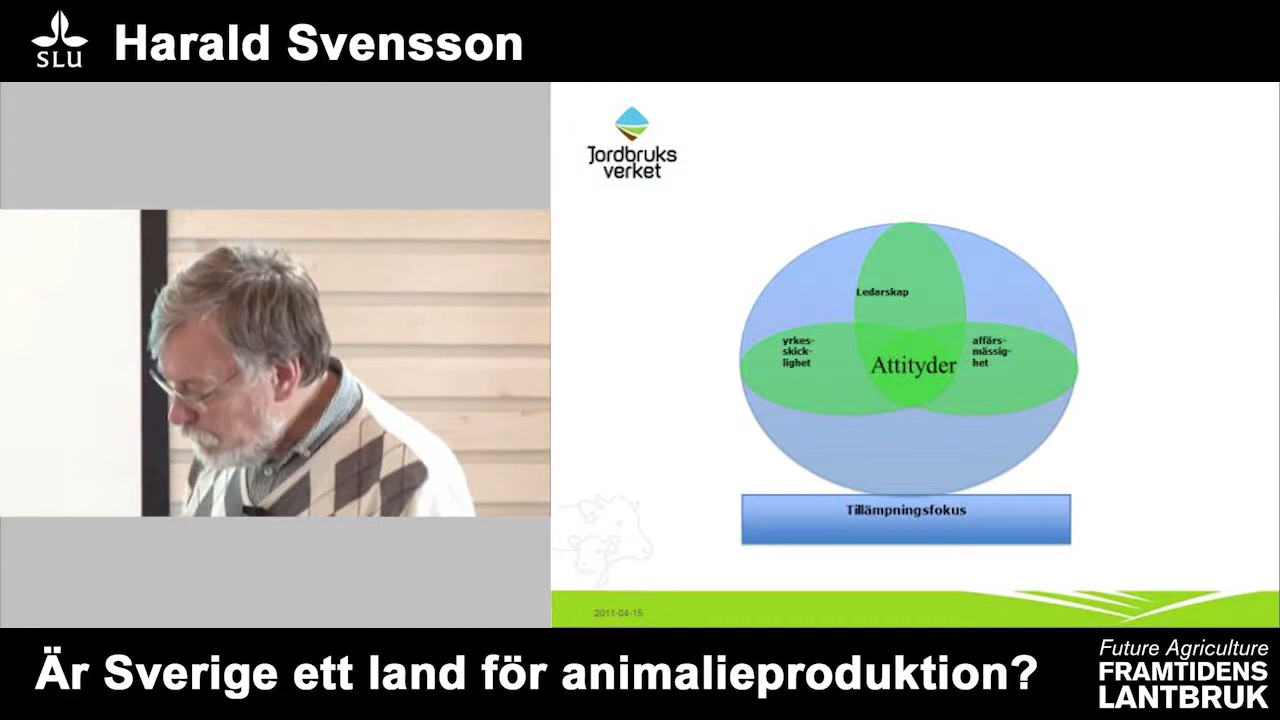 SLU
Harald Svensson
Jordbruks
verket
Ledarskap
yrkes-
skick-
lighet
Attityder
affärs-
mässig-
het
Tillämpningsfokus
2011-04-15
Är Sverige ett land för animalieproduktion?
Future Agriculture
FRAMTIDENS
LANTBRUK